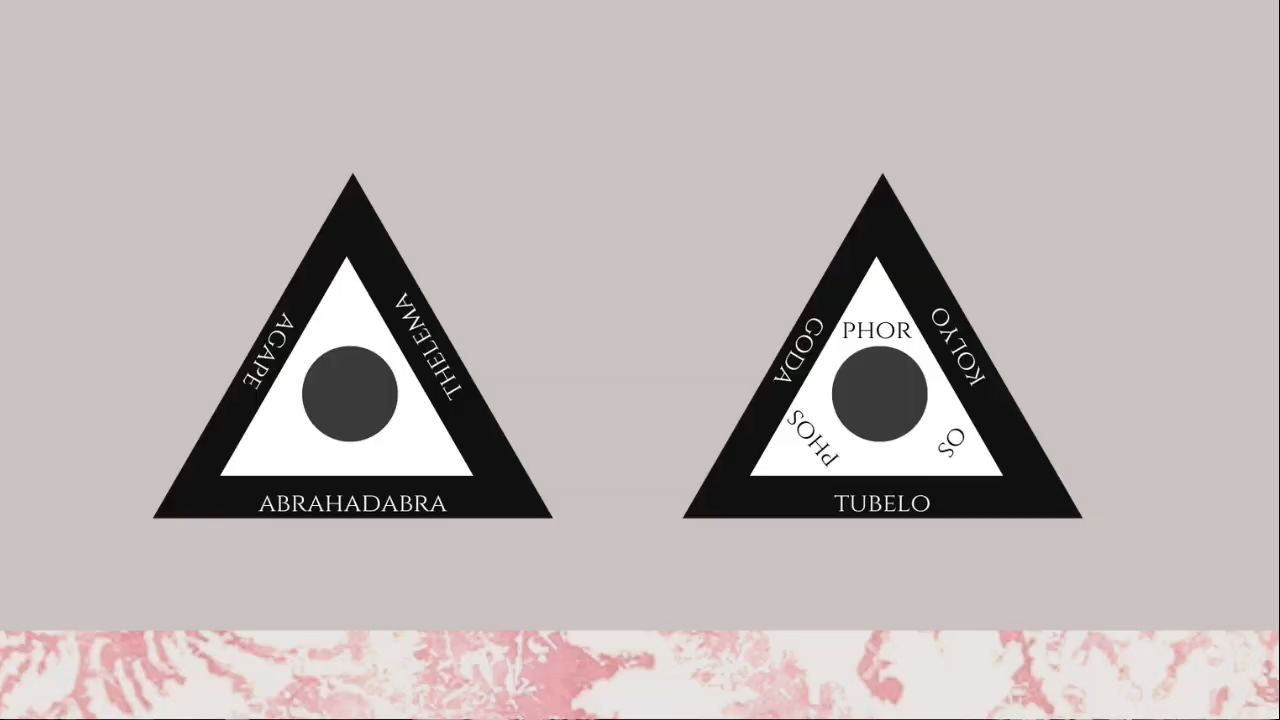 AGAPE
THELEMA
ABRAHADABRA
GODA
PHOR
KOLYO
PHOS
OS
TUBELO